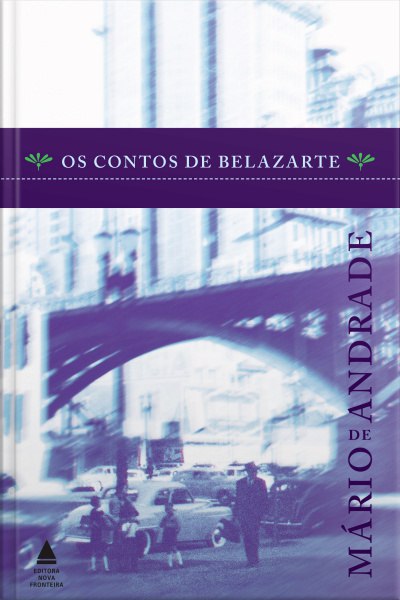 OS CONTOS DE BELAZARTE
MÁRIO DE ANDRADE
EDITORA
NOVA
FRONTEIRA